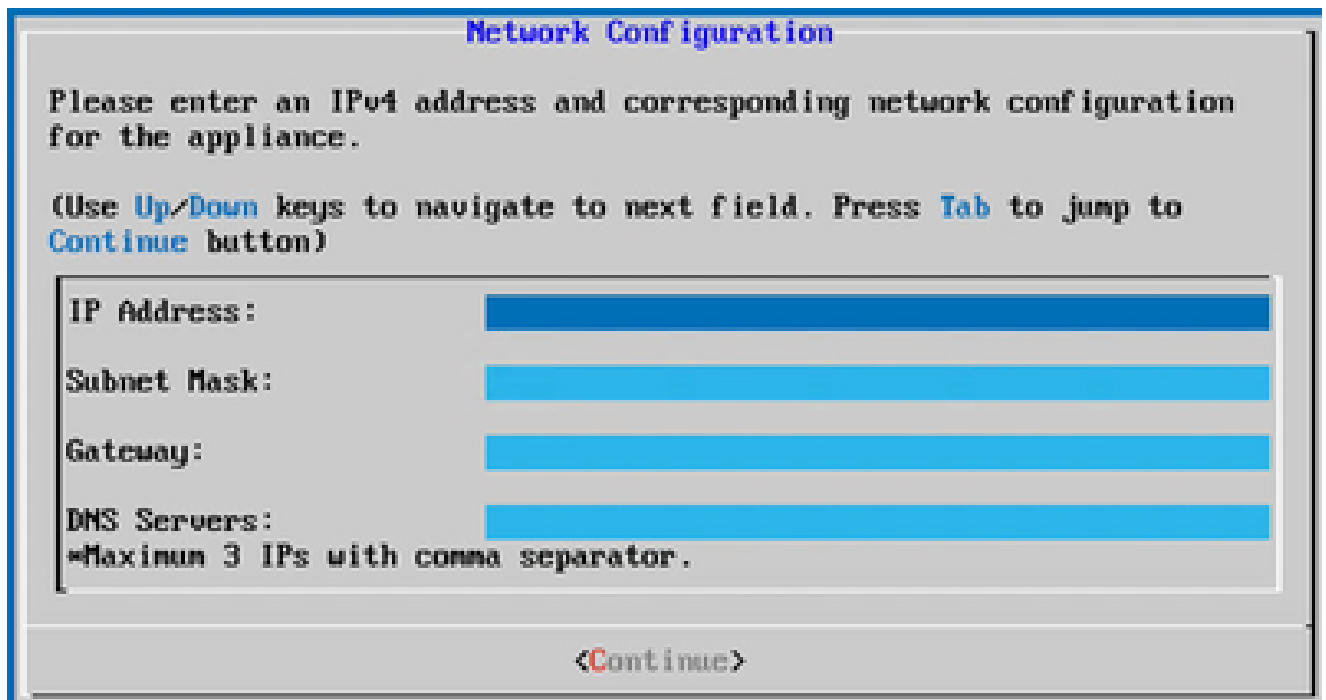 Network Configuration
Please enter an IPv4 address and corresponding network configuration
for the appliance.
(Use Up/Down keys to navigate to next field. Press Tab to jump to
Continue button)
IP Address:
Subnet Mask:
Gateway:
DNS Servers:
*Maximum 3 IPs with comma separator.
<Continue>